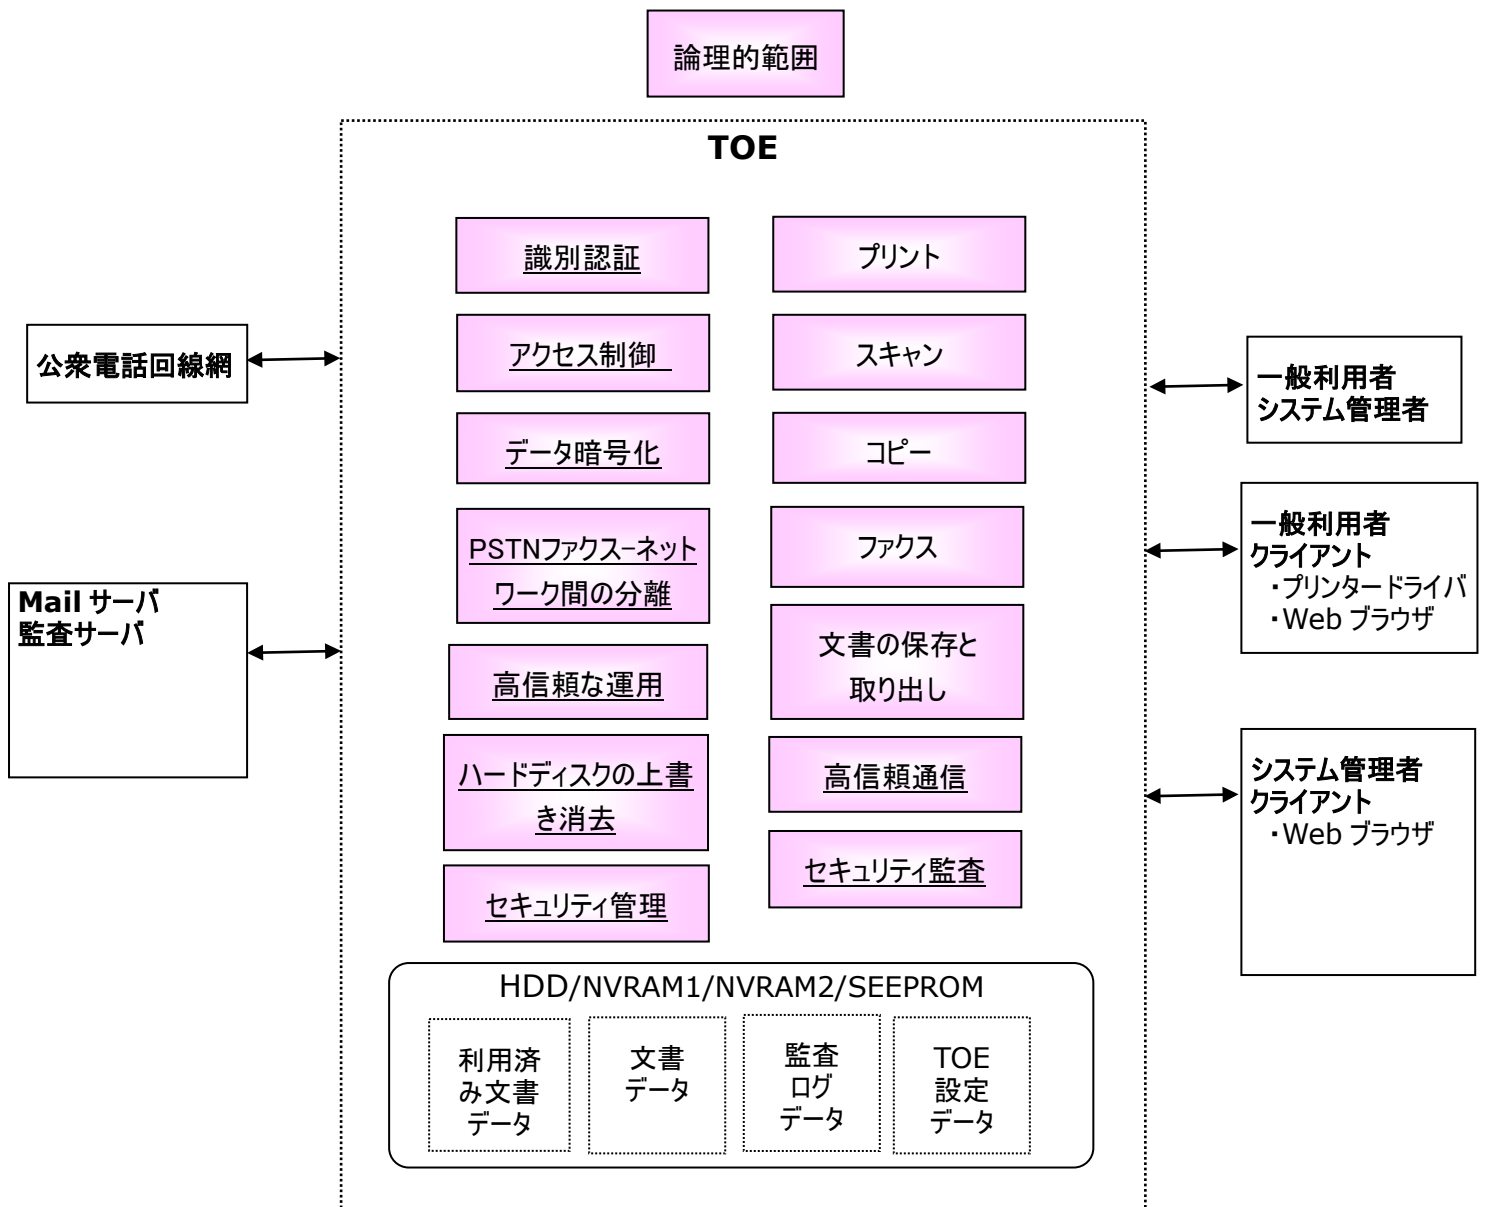 論理的範囲
TOE
識別認証
プリント
アクセス制御
スキャン
データ暗号化
コピー
PSTNファクス-ネット
ワーク間の分離
ファクス
高信頼な運用
文書の保存と
取り出し
ハードディスクの上書
き消去
高信頼通信
セキュリティ監査
セキュリティ管理
公衆電話回線網
Mail サーバ
監査サーバ
一般利用者
システム管理者
一般利用者
クライアント
・プリンタードライバ
・Web ブラウザ
システム管理者
クライアント
・Web ブラウザ
HDD/NVRAM1/NVRAM2/SEEPROM
利用済
み文書
データ
文書
データ
監査
ログ
データ
TOE
設定
データ